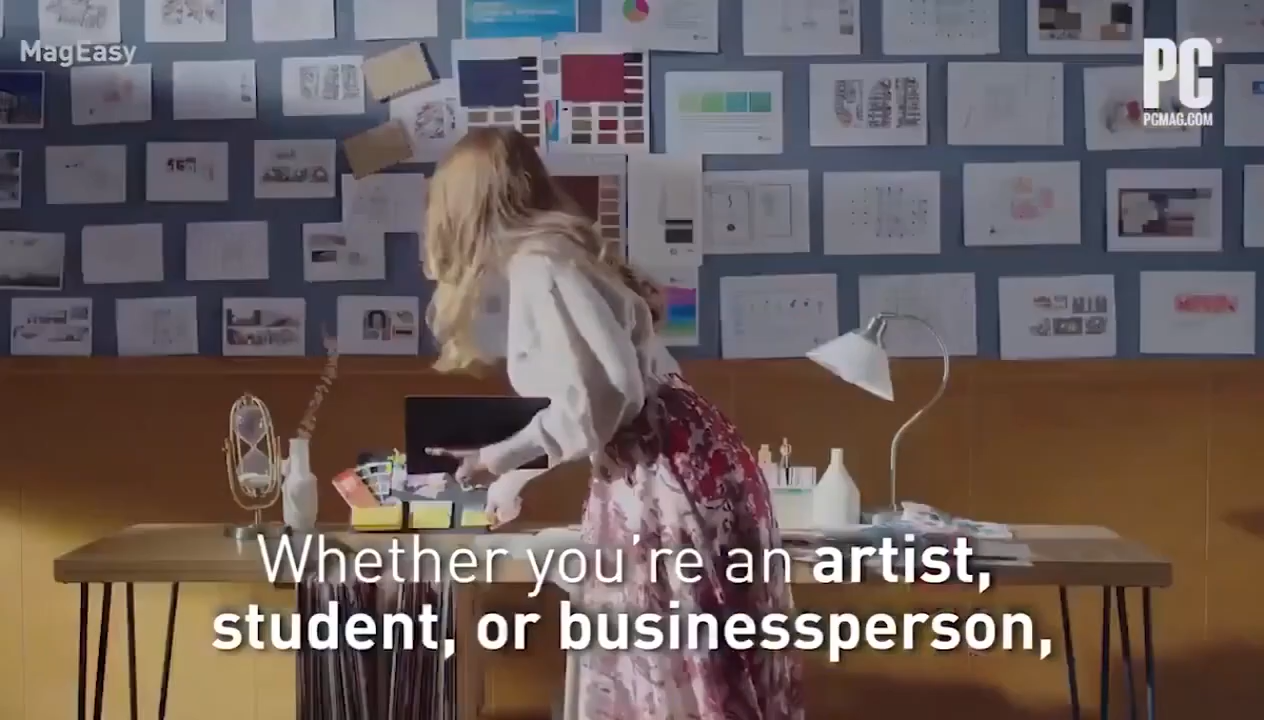 MagEasy
PC
PCMAG.COM
Whether you're an artist,
student, or businessperson,